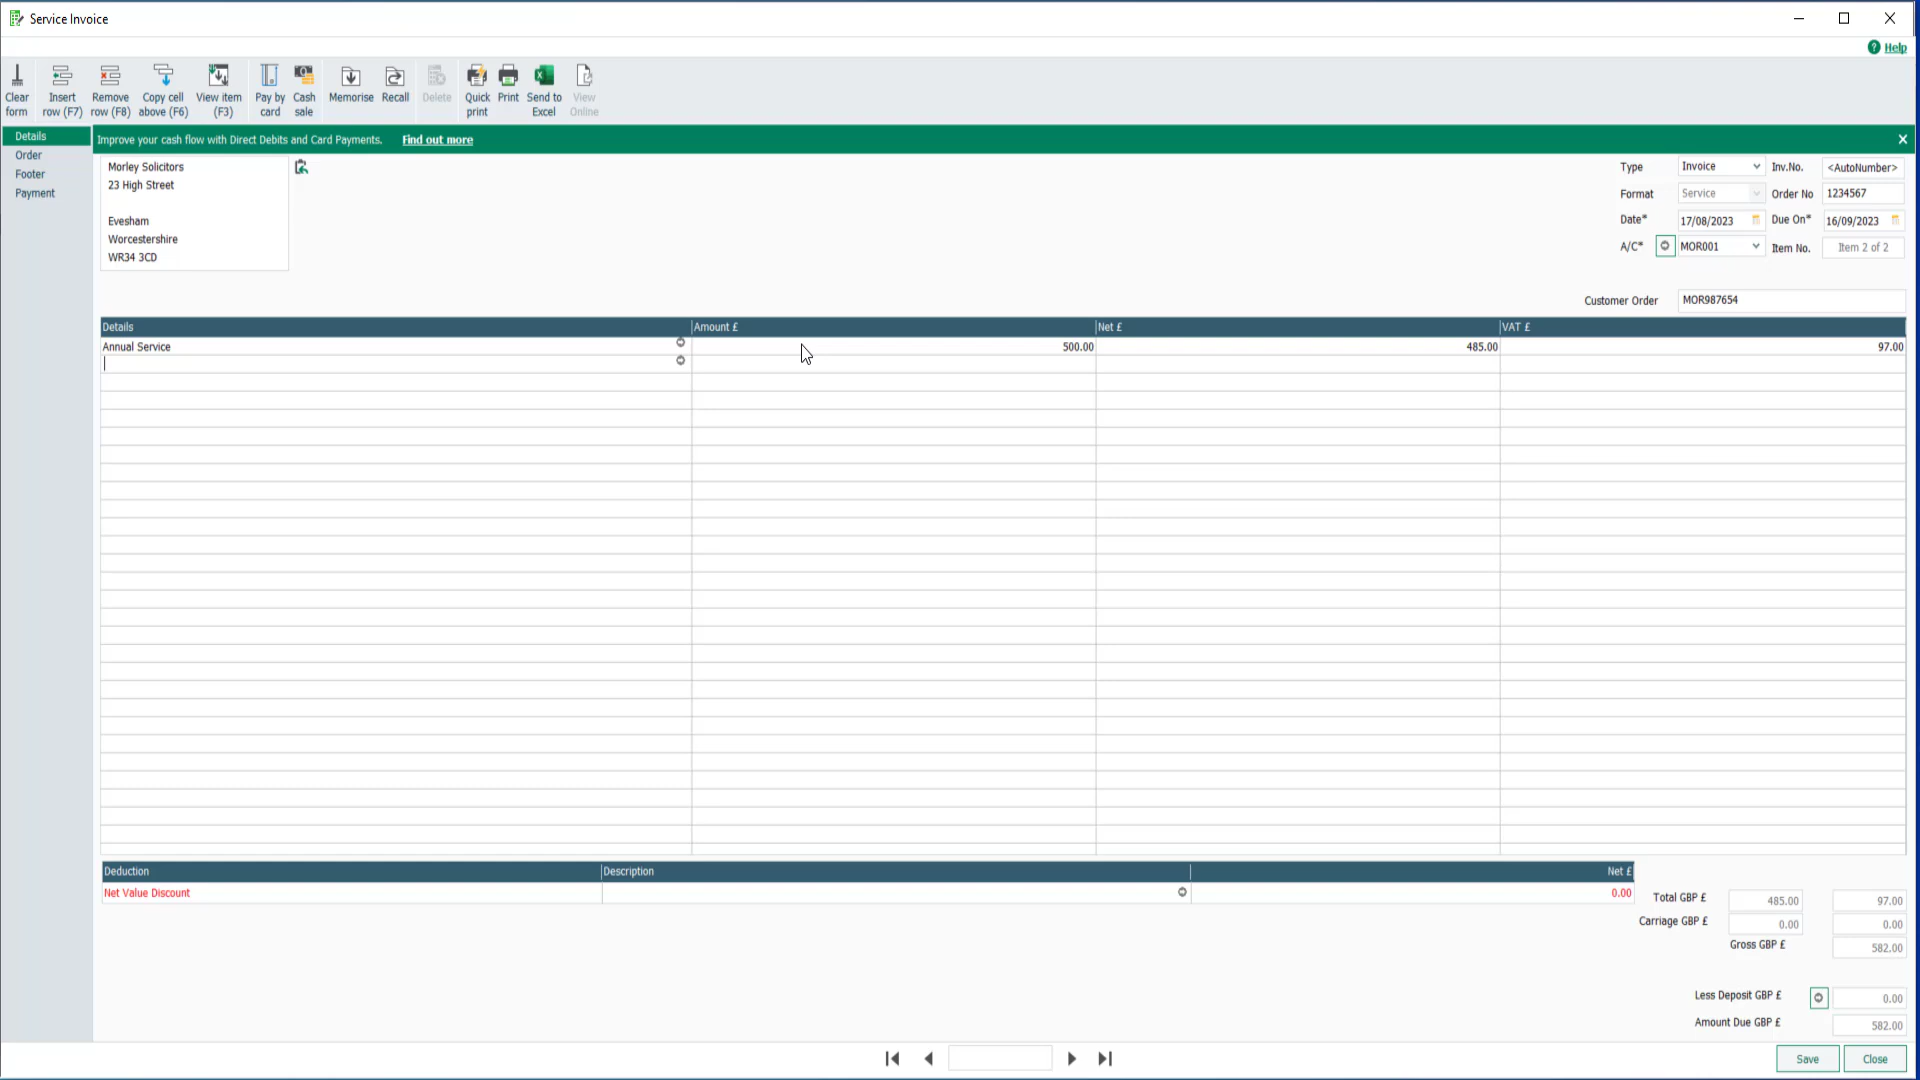 Service Invoice
Help
Clear form
Insert row (F7)
Remove row (F8)
Copy cell above (F6)
View item (F3)
Pay by card
Cash sale
Memorise
Recall
Delete
Quick print
Print
Send to Excel
View Online
Details
Order
Footer
Payment
Improve your cash flow with Direct Debits and Card Payments. Find out more
Morley Solicitors
23 High Street
Evesham
Worcestershire
WR34 3CD
Type Invoice Inv.No. <AutoNumber>
Format Service Order No 1234567
Date* 17/08/2023 Due On* 16/09/2023
A/C* MOR001 Item No. Item 2 of 2
Customer Order MOR987654
Details Amount £ Net £ VAT £
Annual Service 500.00 485.00 97.00
Deduction Description Net £
Net Value Discount 0.00
Total GBP £ 485.00 97.00
Carriage GBP £ 0.00 0.00
Gross GBP £ 582.00
Less Deposit GBP £ 0.00
Amount Due GBP £ 582.00
Save Close